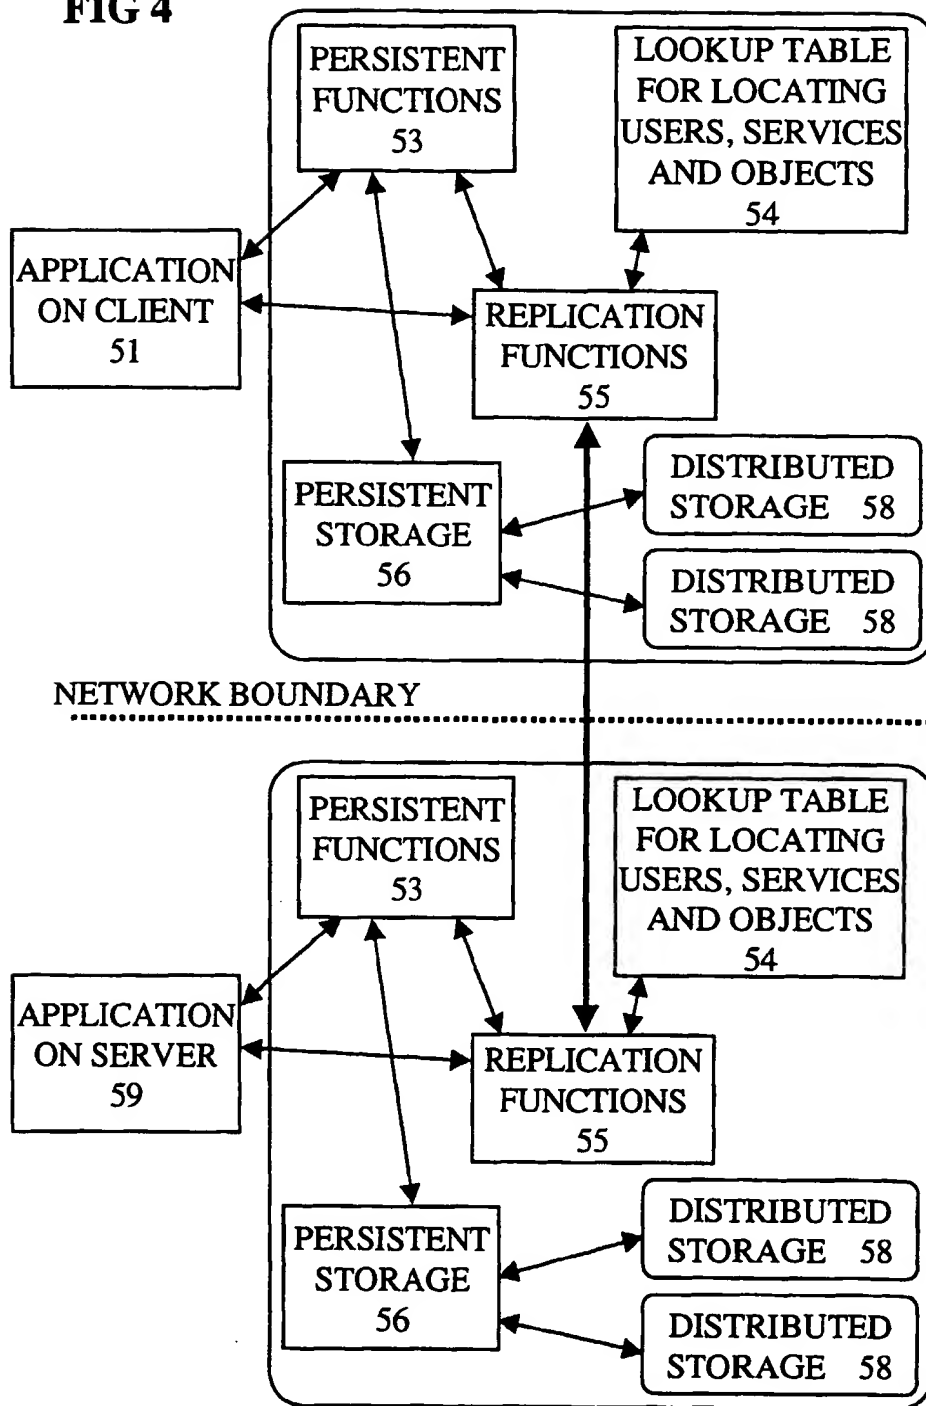 FIG 4
PERSISTENT
FUNCTIONS
53
LOOKUP TABLE
FOR LOCATING
USERS, SERVICES
AND OBJECTS
54
APPLICATION
ON CLIENT
51
REPLICATION
FUNCTIONS
55
PERSISTENT
STORAGE
56
DISTRIBUTED
STORAGE 58
DISTRIBUTED
STORAGE 58
NETWORK BOUNDARY
PERSISTENT
FUNCTIONS
53
LOOKUP TABLE
FOR LOCATING
USERS, SERVICES
AND OBJECTS
54
APPLICATION
ON SERVER
59
REPLICATION
FUNCTIONS
55
PERSISTENT
STORAGE
56
DISTRIBUTED
STORAGE 58
DISTRIBUTED
STORAGE 58